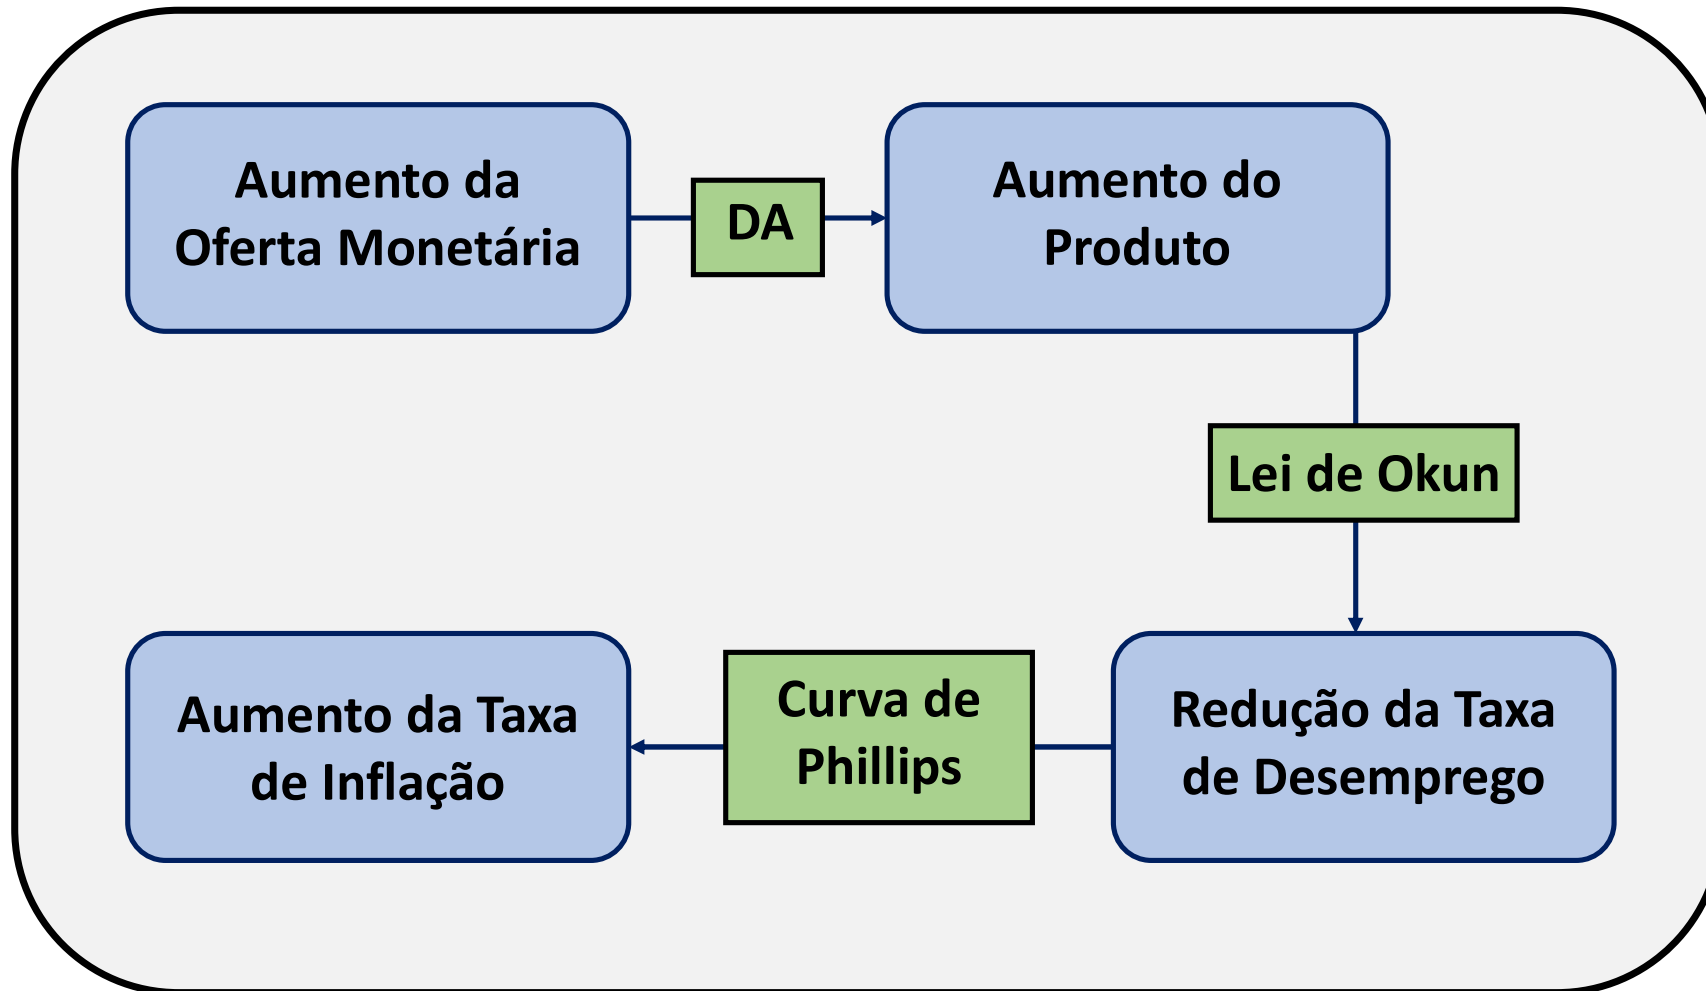 Aumento da
Oferta Monetária
DA
Aumento do
Produto
Lei de Okun
Redução da Taxa
de Desemprego
Curva de
Phillips
Aumento da Taxa
de Inflação